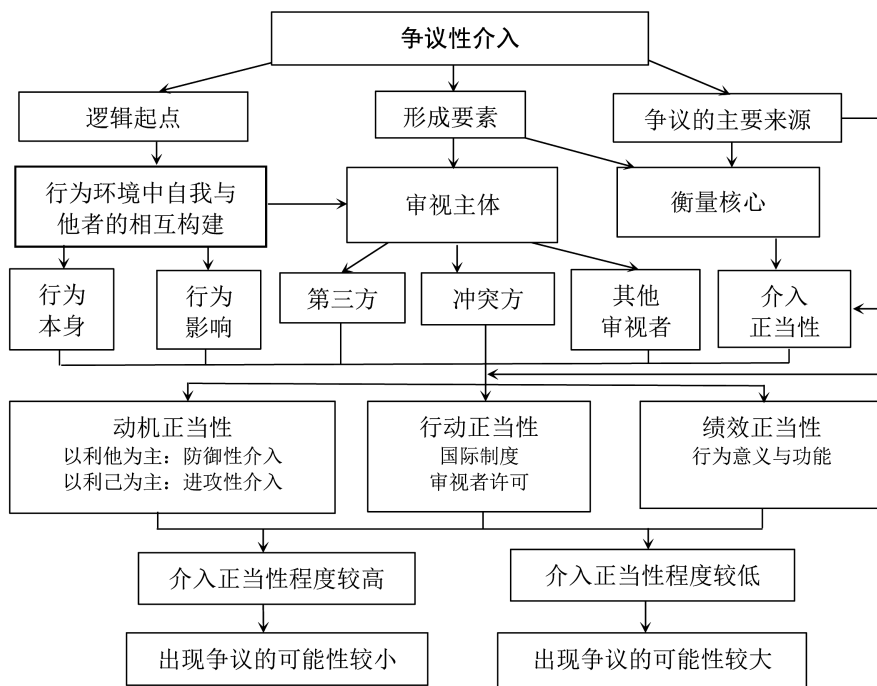 争议性介入
逻辑起点
形成要素
争议的主要来源
行为环境中自我与
他者的相互构建
审视主体
衡量核心
行为
本身
行为
影响
第三方
冲突方
其他
审视者
介入
正当性
动机正当性
以利他为主：防御性介入
以利己为主：进攻性介入
行动正当性
国际制度
审视者许可
绩效正当性
行为意义与功能
介入正当性程度较高
介入正当性程度较低
出现争议的可能性较小
出现争议的可能性较大